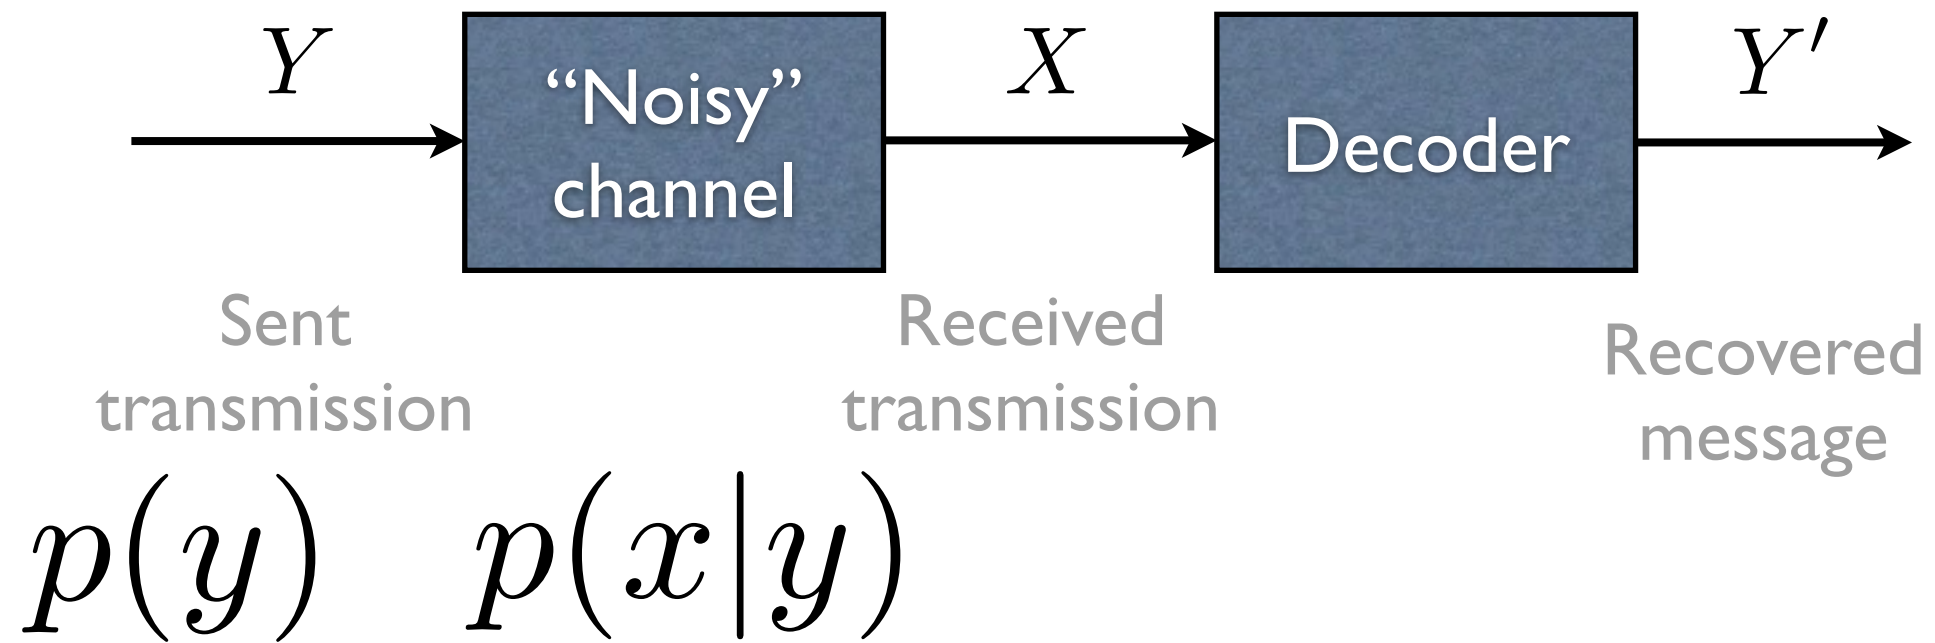 Y
“Noisy”
channel
X
Decoder
Y′
Sent
transmission
Received
transmission
Recovered
message
p(y)
p(x|y)